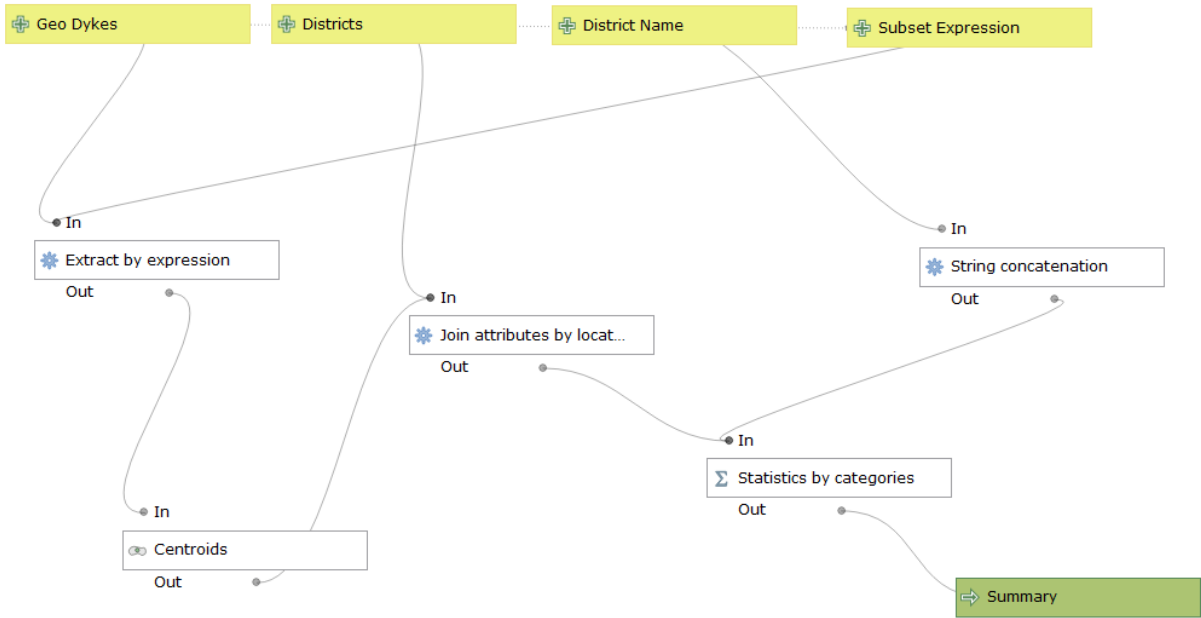 Geo Dykes
Districts
District Name
Subset Expression
In
Extract by expression
Out
In
String concatenation
Out
In
Join attributes by locat...
Out
In
Statistics by categories
Out
In
Centroids
Out
Summary